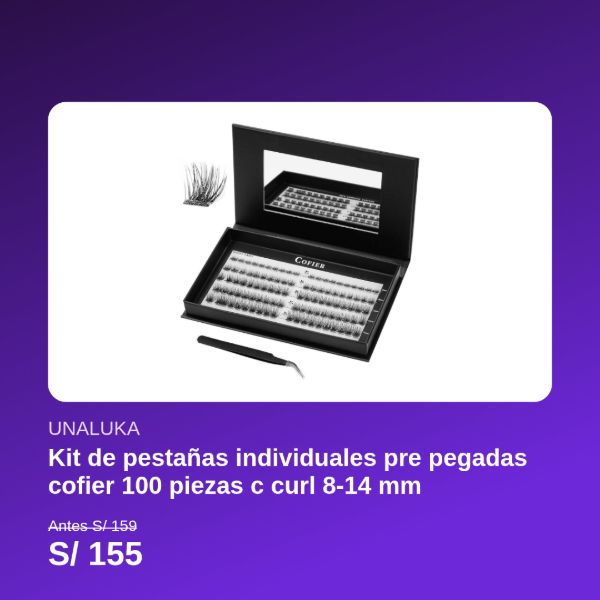 COFIER
UNALUKA
Kit de pestañas individuales pre pegadas
cofier 100 piezas c curl 8-14 mm
Antes S/ 159
S/ 155